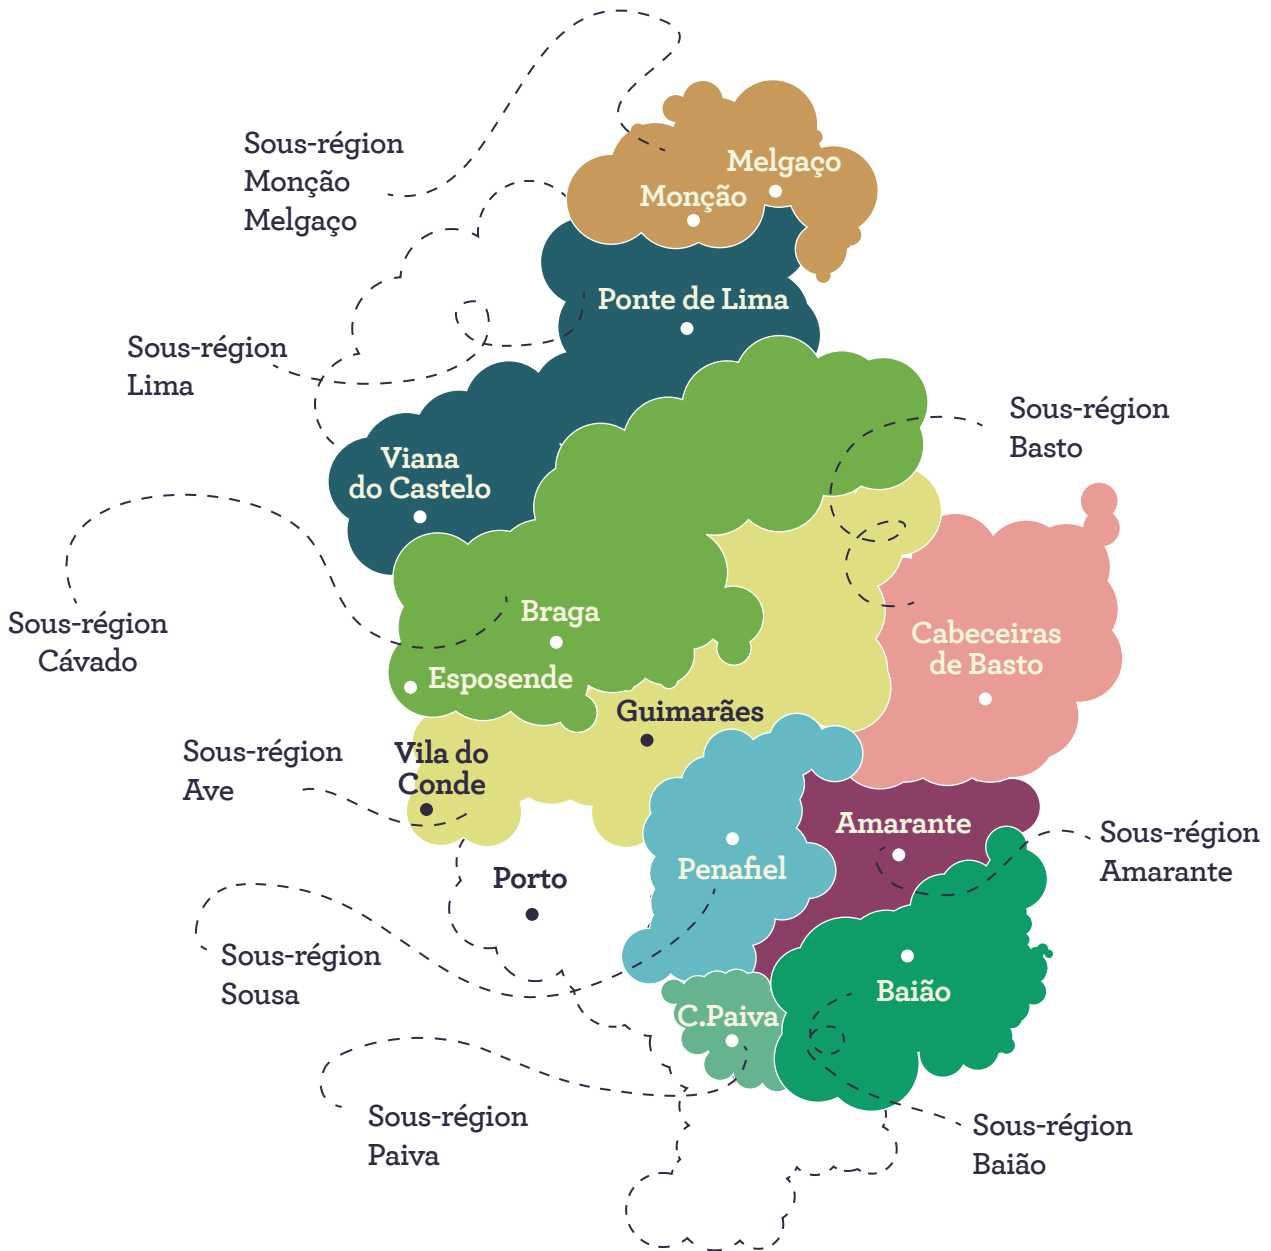 Sous-région
Monção
Melgaço
Melgaço
Monção
Ponte de Lima
Sous-région
Lima
Sous-région
Basto
Viana
do Castelo
Braga
Sous-région
Cávado
Cabeceiras
de Basto
Esposende
Guimarães
Sous-région
Ave
Vila do
Conde
Amarante
Sous-région
Amarante
Penafiel
Porto
Sous-région
Sousa
Baião
C.Paiva
Sous-région
Paiva
Sous-région
Baião